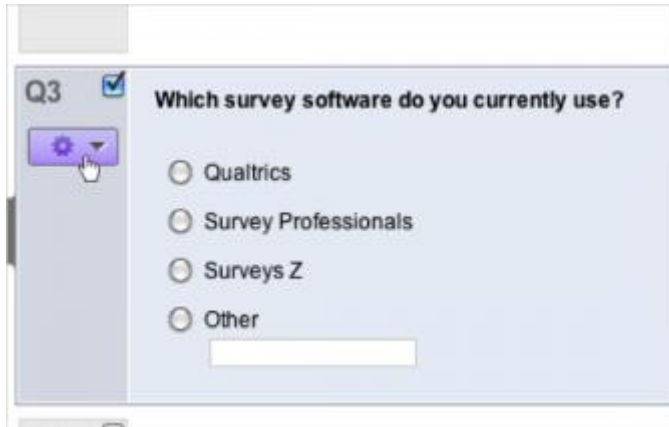 Q3
Which survey software do you currently use?
Qualtrics
Survey Professionals
Surveys Z
Other